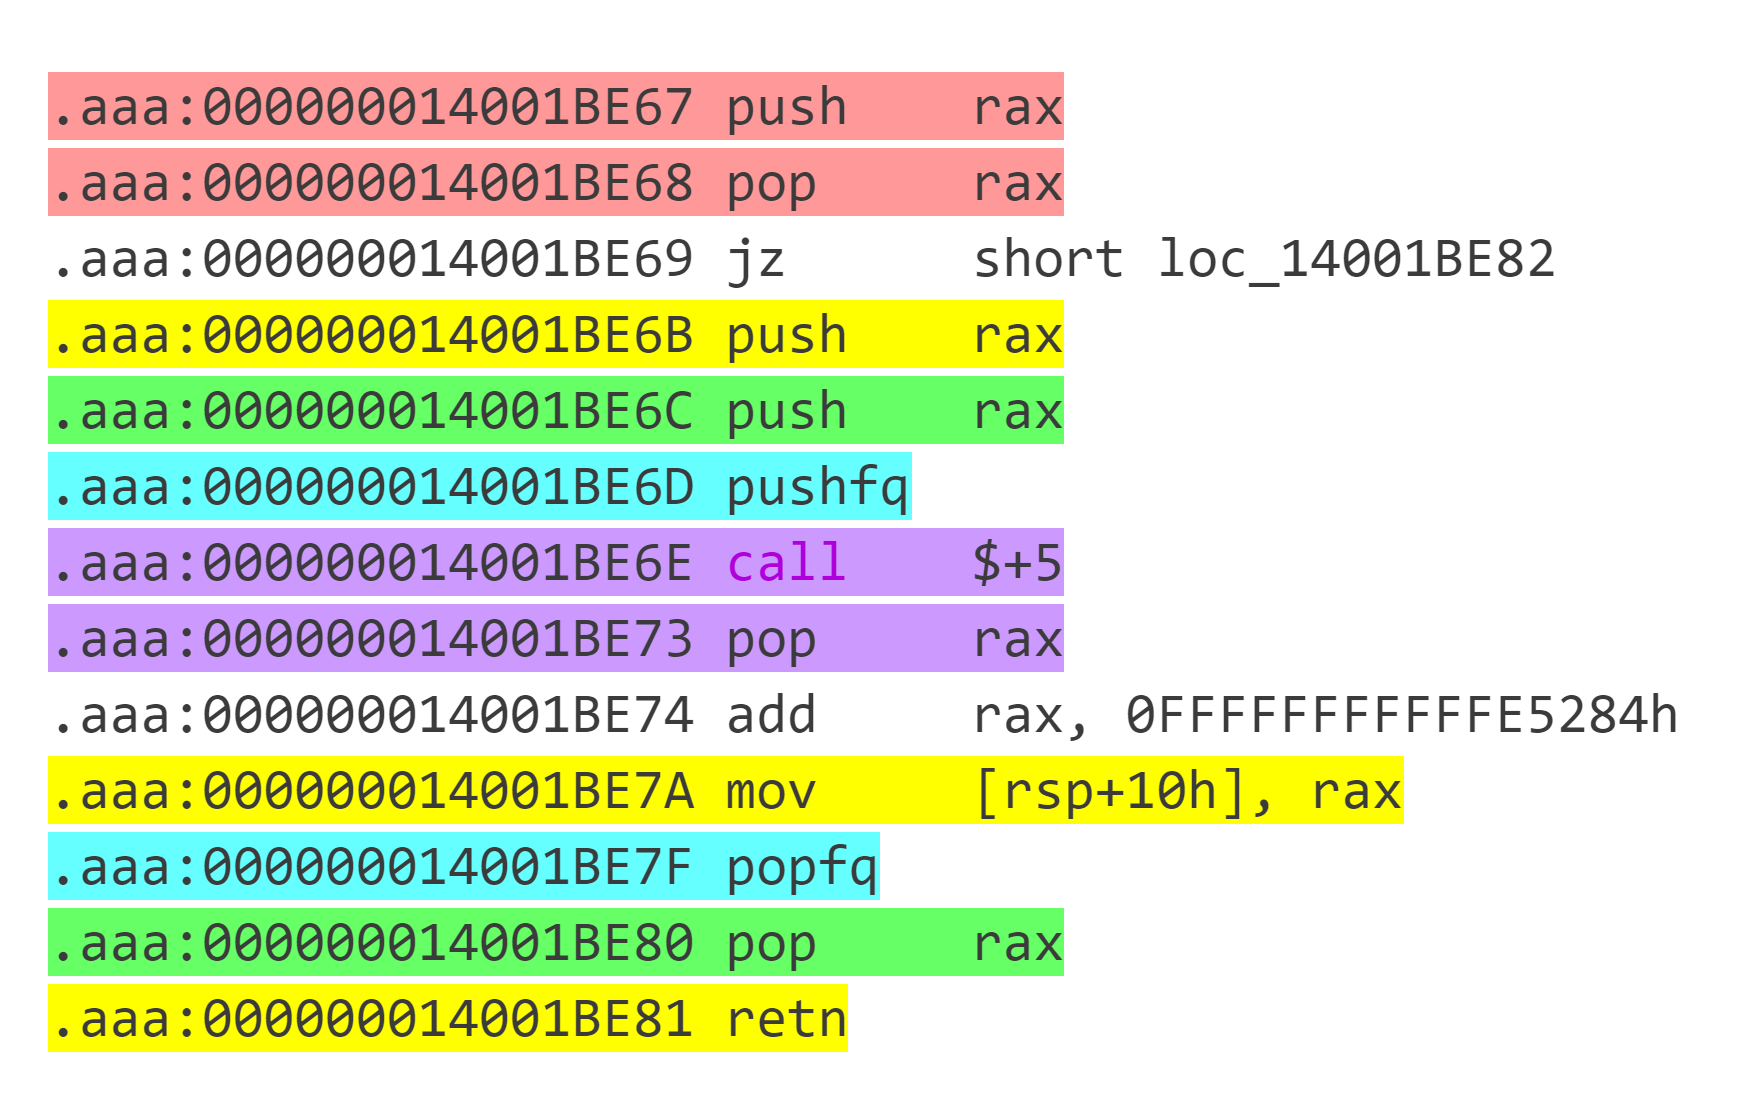 .aaa:000000014001BE67 push rax
.aaa:000000014001BE68 pop rax
.aaa:000000014001BE69 jz short loc_14001BE82
.aaa:000000014001BE6B push rax
.aaa:000000014001BE6C push rax
.aaa:000000014001BE6D pushfq
.aaa:000000014001BE6E call $+5
.aaa:000000014001BE73 pop rax
.aaa:000000014001BE74 add rax, 0FFFFFFFFFFFE5284h
.aaa:000000014001BE7A mov [rsp+10h], rax
.aaa:000000014001BE7F popfq
.aaa:000000014001BE80 pop rax
.aaa:000000014001BE81 retn